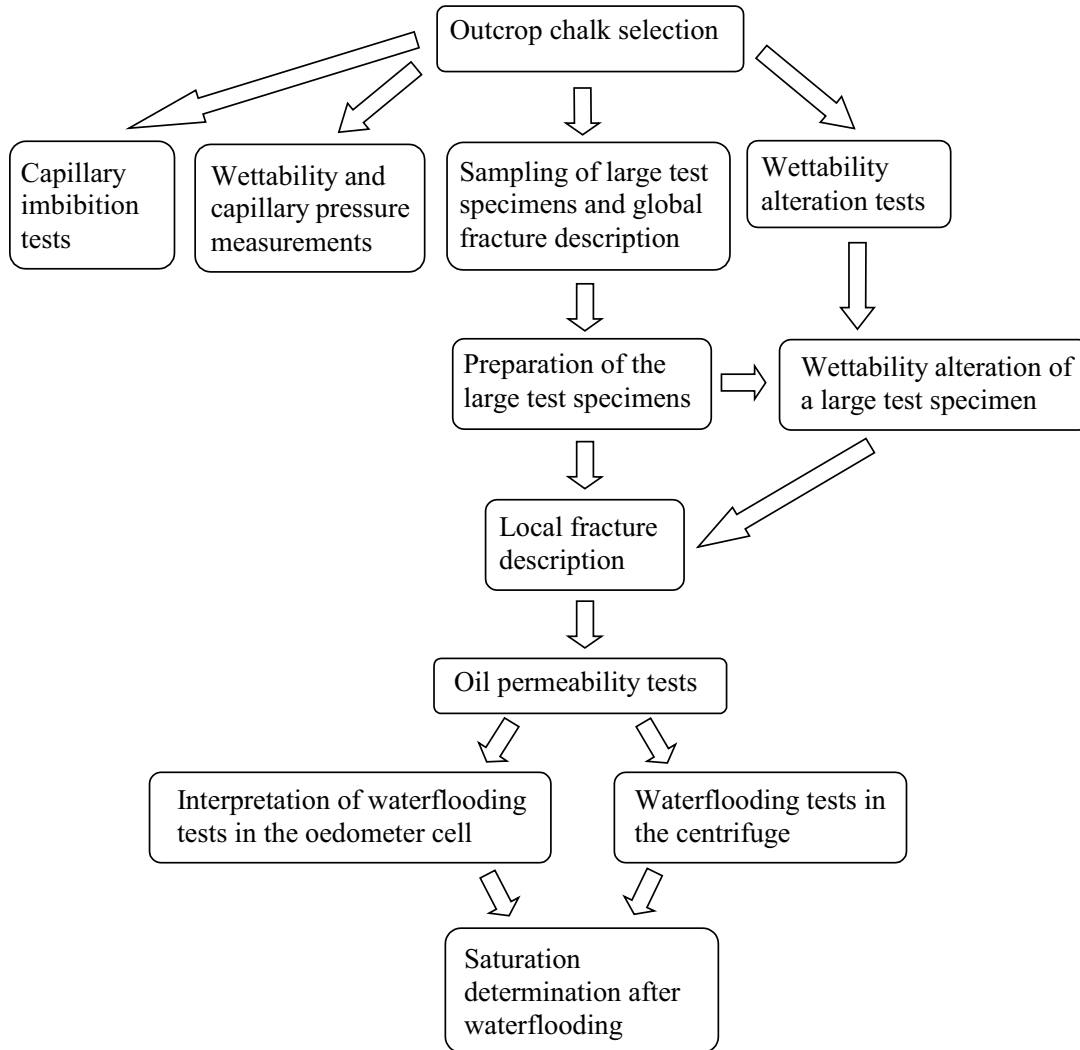 Outcrop chalk selection
Capillary
imbibition
tests
Wettability and
capillary pressure
measurements
Sampling of large test
specimens and global
fracture description
Wettability
alteration tests
Preparation of the
large test specimens
Wettability alteration of
a large test specimen
Local fracture
description
Oil permeability tests
Interpretation of waterflooding
tests in the oedometer cell
Waterflooding tests in
the centrifuge
Saturation
determination after
waterflooding